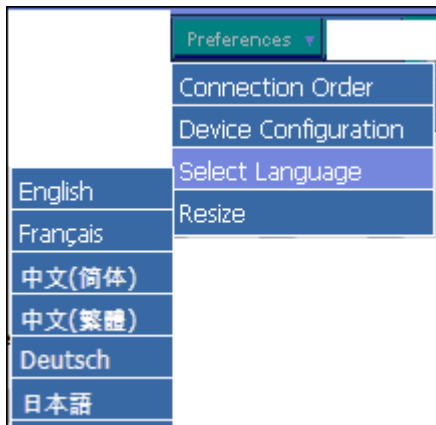 Preferences
Connection Order
Device Configuration
Select Language
Resize
English
Français
中文(简体)
中文(繁體)
Deutsch
日本語